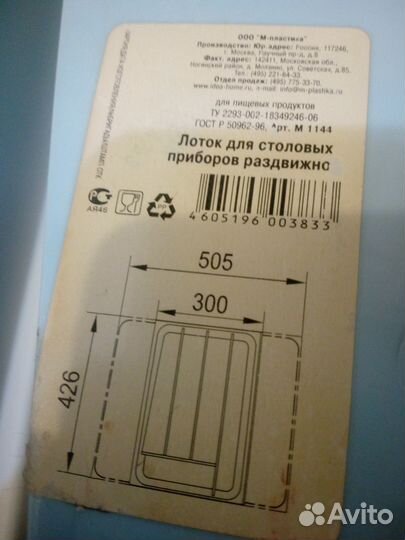 ООО "М-пластика"
Производство: Юр.адрес: Россия, 117246,
г. Москва, Научный пр-д, д.8
Факт. адрес: 142411, Московская обл.,
Ногинский район, д. Молзино, ул. Советская, д.85,
Тел.: (495) 221-64-33.
Отдел продаж: (495) 775-33-70.
www.idea-home.ru, e-mail: info@m-plastika.ru
для пищевых продуктов
ТУ 2293-002-18349246-06
ГОСТ Р 50962-96, Арт. М 1144
Лоток для столовых
приборов раздвижно
АЯ46
PP
4605196 003833
505
300
426
Avito